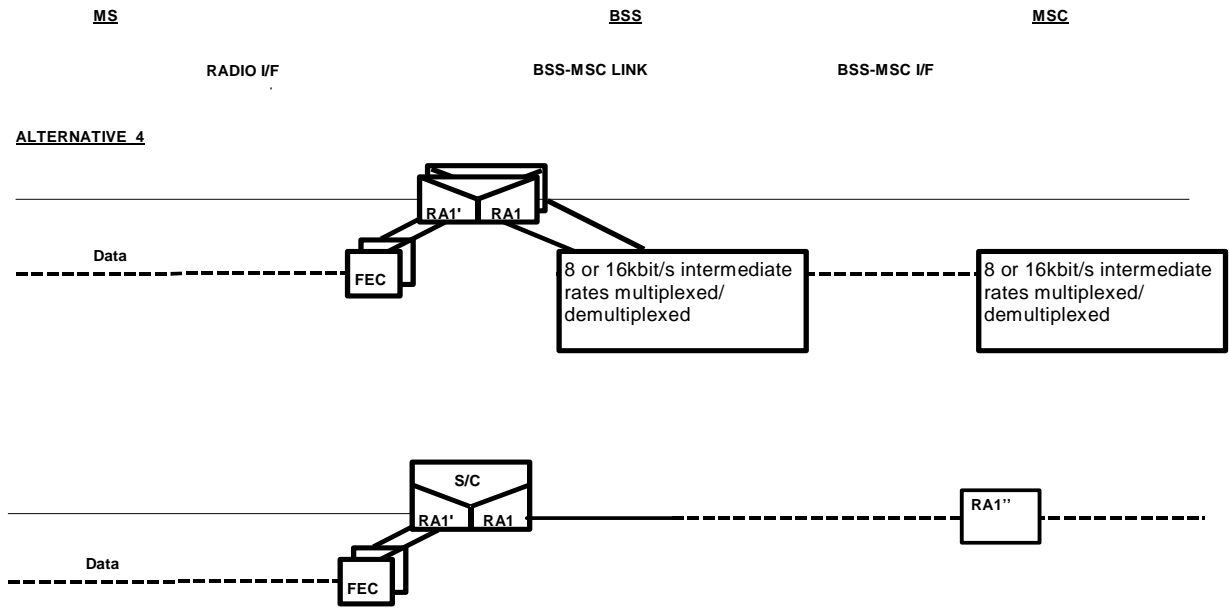 MS BSS MSC
RADIO I/F BSS-MSC LINK BSS-MSC I/F
ALTERNATIVE 4
RA1' RA1
Data
FEC
8 or 16kbit/s intermediate
rates multiplexed/
demultiplexed
8 or 16kbit/s intermediate
rates multiplexed/
demultiplexed
S/C
RA1' RA1
RA1’’
Data
FEC